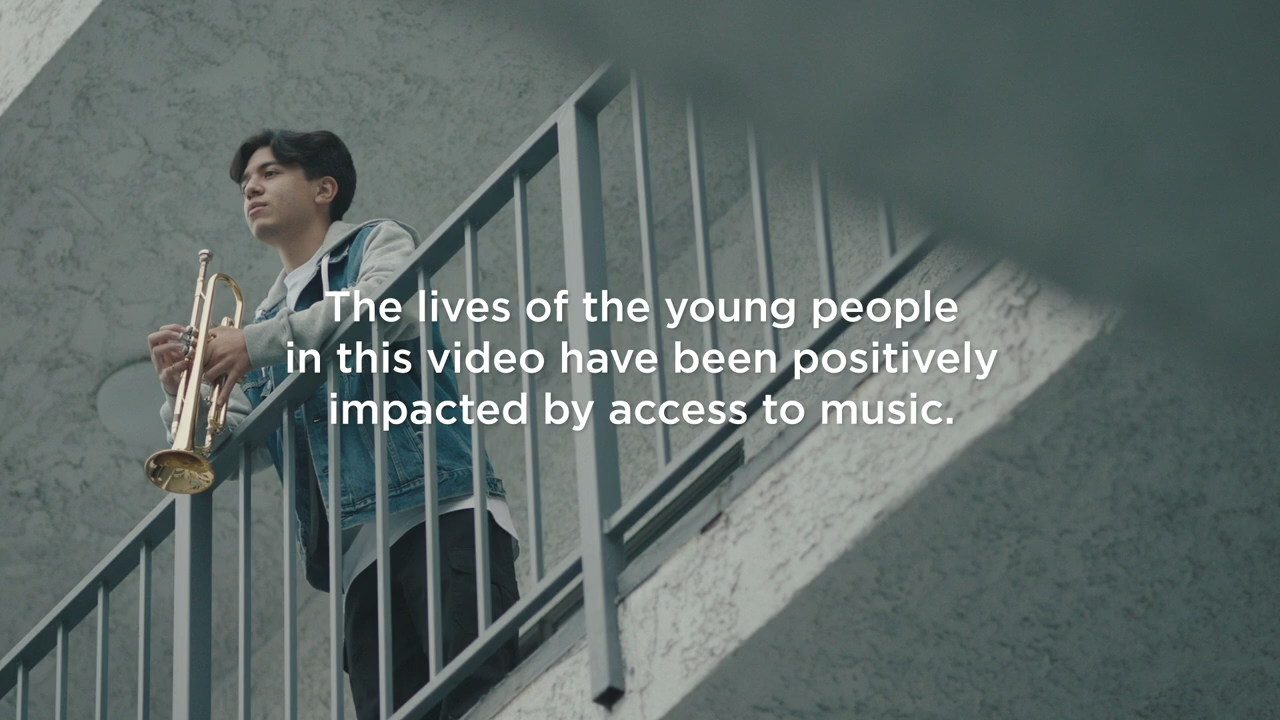 The lives of the young people
in this video have been positively
impacted by access to music.